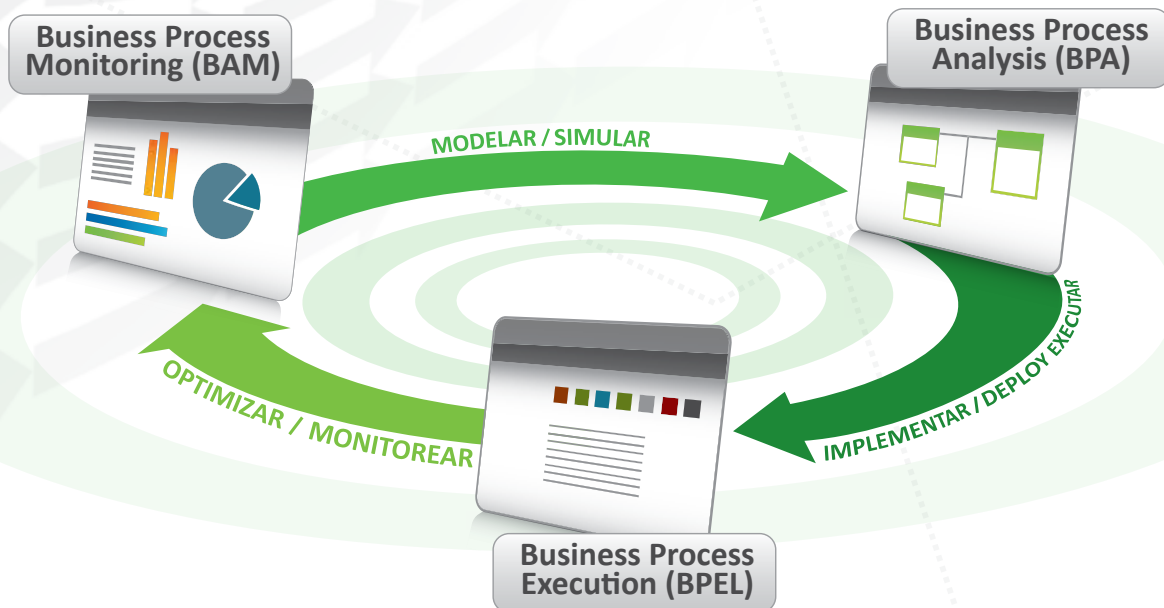 Business Process
Monitoring (BAM)
Business Process
Analysis (BPA)
MODELAR / SIMULAR
IMPLEMENTAR / DEPLOY EXECUTAR
OPTIMIZAR / MONITOREAR
Business Process
Execution (BPEL)